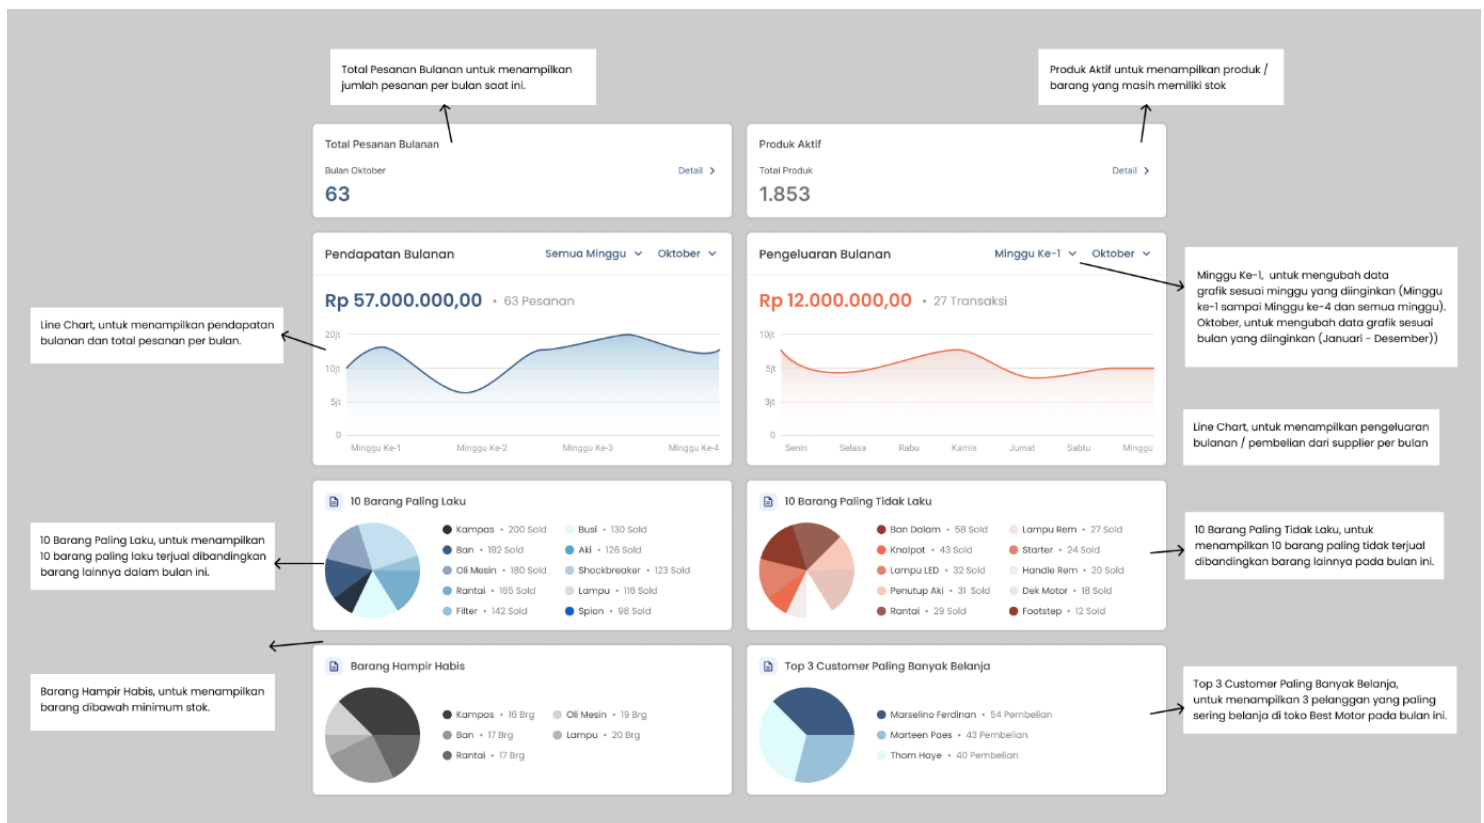 Total Pesanan Bulanan untuk menampilkan
jumlah pesanan per bulan saat ini.
Produk Aktif untuk menampilkan produk /
barang yang masih memiliki stok
Total Pesanan Bulanan
Bulan Oktober
Detail
63
Produk Aktif
Total Produk
Detail
1.853
Pendapatan Bulanan
Semua Minggu
Oktober
Rp 57.000.000,00 • 63 Pesanan
20jt
10jt
5jt
0
Minggu Ke-1
Minggu Ke-2
Minggu Ke-3
Minggu Ke-4
Line Chart, untuk menampilkan pendapatan
bulanan dan total pesanan per bulan.
Pengeluaran Bulanan
Minggu Ke-1
Oktober
Rp 12.000.000,00 • 27 Transaksi
10jt
5jt
3jt
0
Senin
Selasa
Rabu
Kamis
Jumat
Sabtu
Minggu
Minggu Ke-1, untuk mengubah data
grafik sesuai minggu yang diinginkan (Minggu
ke-1 sampai Minggu ke-4 dan semua minggu).
Oktober, untuk mengubah data grafik sesuai
bulan yang diinginkan (Januari - Desember))
Line Chart, untuk menampilkan pengeluaran
bulanan / pembelian dari supplier per bulan
10 Barang Paling Laku
Kampas • 200 Sold
Ban • 192 Sold
Oli Mesin • 180 Sold
Rantai • 165 Sold
Filter • 142 Sold
Busi • 130 Sold
Aki • 126 Sold
Shockbreaker • 123 Sold
Lampu • 116 Sold
Spion • 98 Sold
10 Barang Paling Laku, untuk menampilkan
10 barang paling laku terjual dibandingkan
barang lainnya dalam bulan ini.
10 Barang Paling Tidak Laku
Ban Dalam • 58 Sold
Knalpot • 43 Sold
Lampu LED • 32 Sold
Penutup Aki • 31 Sold
Rantai • 29 Sold
Lampu Rem • 27 Sold
Starter • 24 Sold
Handle Rem • 20 Sold
Dek Motor • 18 Sold
Footstep • 12 Sold
10 Barang Paling Tidak Laku, untuk
menampilkan 10 barang paling tidak terjual
dibandingkan barang lainnya pada bulan ini.
Barang Hampir Habis
Kampas • 16 Brg
Ban • 17 Brg
Rantai • 17 Brg
Oli Mesin • 19 Brg
Lampu • 20 Brg
Barang Hampir Habis, untuk menampilkan
barang dibawah minimum stok.
Top 3 Customer Paling Banyak Belanja
Marselino Ferdinan • 54 Pembelian
Marteen Paes • 43 Pembelian
Thom Haye • 40 Pembelian
Top 3 Customer Paling Banyak Belanja,
untuk menampilkan 3 pelanggan yang paling
sering belanja di toko Best Motor pada bulan ini.